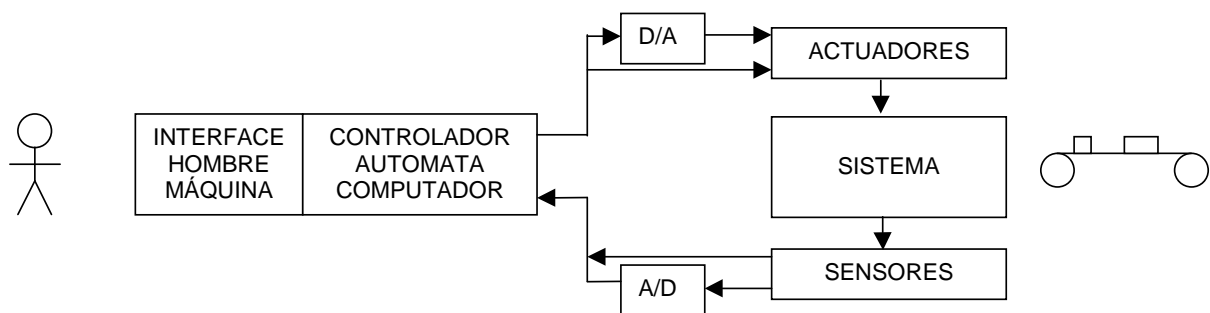 D/A
ACTUADORES
INTERFACE
HOMBRE
MÁQUINA
CONTROLADOR
AUTOMATA
COMPUTADOR
SISTEMA
SENSORES
A/D